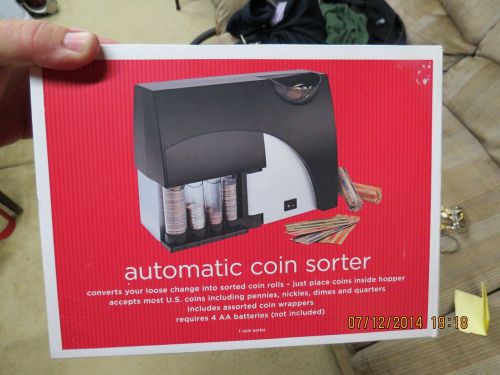 automatic coin sorter
converts your loose change into sorted coin rolls - just place coins inside hopper
accepts most U.S. coins including pennies, nickles, dimes and quarters
includes assorted coin wrappers
requires 4 AA batteries (not included)
1 coin sorter
07/12/2014 19:18